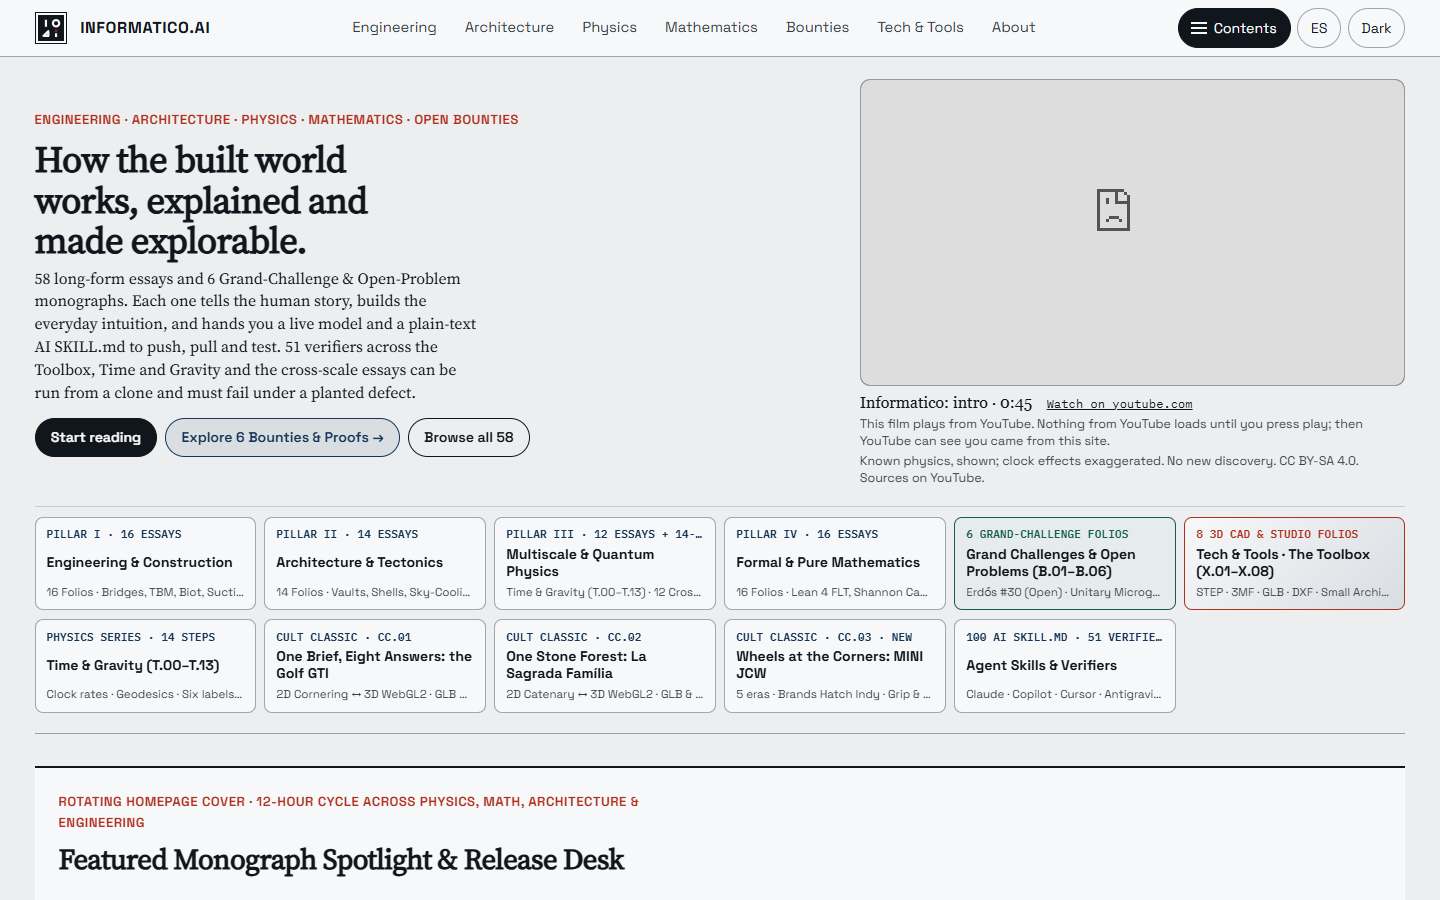 INFORMATICO.AI
Engineering Architecture Physics Mathematics Bounties Tech & Tools About
Contents ES Dark
ENGINEERING · ARCHITECTURE · PHYSICS · MATHEMATICS · OPEN BOUNTIES
How the built world
works, explained and
made explorable.
58 long-form essays and 6 Grand-Challenge & Open-Problem
monographs. Each one tells the human story, builds the
everyday intuition, and hands you a live model and a plain-text
AI SKILL.md to push, pull and test. 51 verifiers across the
Toolbox, Time and Gravity and the cross-scale essays can be
run from a clone and must fail under a planted defect.
Start reading Explore 6 Bounties & Proofs → Browse all 58
Informatico: intro · 0:45 Watch on youtube.com
This film plays from YouTube. Nothing from YouTube loads until you press play; then
YouTube can see you came from this site.
Known physics, shown; clock effects exaggerated. No new discovery. CC BY-SA 4.0.
Sources on YouTube.
PILLAR I · 16 ESSAYS
Engineering & Construction
16 Folios · Bridges, TBM, Biot, Sucti…
PILLAR II · 14 ESSAYS
Architecture & Tectonics
14 Folios · Vaults, Shells, Sky-Cooli…
PILLAR III · 12 ESSAYS + 14-…
Multiscale & Quantum
Physics
Time & Gravity (T.00–T.13) · 12 Cros…
PILLAR IV · 16 ESSAYS
Formal & Pure Mathematics
16 Folios · Lean 4 FLT, Shannon Ca…
6 GRAND-CHALLENGE FOLIOS
Grand Challenges & Open
Problems (B.01–B.06)
Erdős #30 (Open) · Unitary Microg…
8 3D CAD & STUDIO FOLIOS
Tech & Tools · The Toolbox
(X.01–X.08)
STEP · 3MF · GLB · DXF · Small Archi…
PHYSICS SERIES · 14 STEPS
Time & Gravity (T.00–T.13)
Clock rates · Geodesics · Six labels…
CULT CLASSIC · CC.01
One Brief, Eight Answers: the
Golf GTI
2D Cornering ↔ 3D WebGL2 · GLB …
CULT CLASSIC · CC.02
One Stone Forest: La
Sagrada Família
2D Catenary ↔ 3D WebGL2 · GLB & …
CULT CLASSIC · CC.03 · NEW
Wheels at the Corners: MINI
JCW
5 eras · Brands Hatch Indy · Grip & …
100 AI SKILL.MD · 51 VERIFIE…
Agent Skills & Verifiers
Claude · Copilot · Cursor · Antigravi…
ROTATING HOMEPAGE COVER · 12-HOUR CYCLE ACROSS PHYSICS, MATH, ARCHITECTURE &
ENGINEERING
Featured Monograph Spotlight & Release Desk